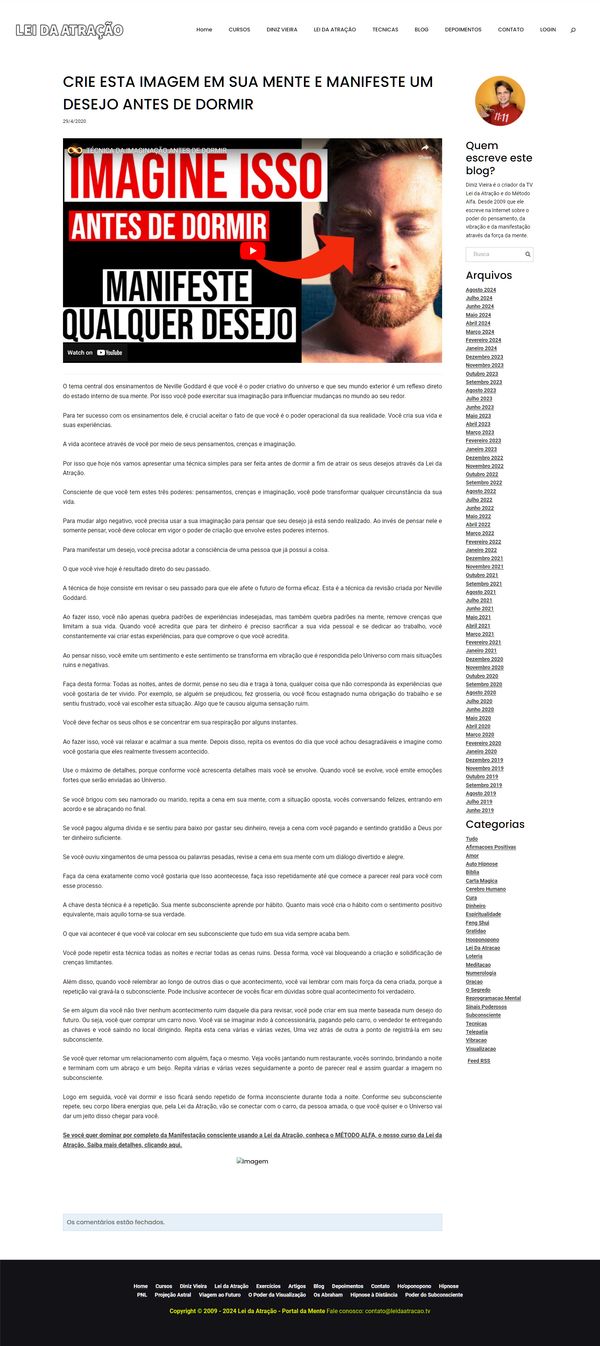 LEI DA ATRAÇÃO
Home CURSOS DINIZ VIEIRA LEI DA ATRAÇÃO TECNICAS BLOG DEPOIMENTOS CONTATO LOGIN
CRIE ESTA IMAGEM EM SUA MENTE E MANIFESTE UM
DESEJO ANTES DE DORMIR
29/4/2020
TÉCNICA DA IMAGINAÇÃO ANTES DE DORMIR
Share
IMAGINE ISSO
ANTES DE DORMIR
MANIFESTE
QUALQUER DESEJO
Watch on YouTube
O tema central dos ensinamentos de Neville Goddard é que você é o poder criativo do universo e que seu mundo exterior é um reflexo direto
do estado interno de sua mente. Por isso você pode exercitar sua imaginação para influenciar mudanças no mundo ao seu redor.
Para ter sucesso com os ensinamentos dele, é crucial aceitar o fato de que você é o poder operacional da sua realidade. Você cria sua vida e
suas experiências.
A vida acontece através de você por meio de seus pensamentos, crenças e imaginação.
Por isso que hoje nós vamos apresentar uma técnica simples para ser feita antes de dormir a fim de atrair os seus desejos através da Lei da
Atração.
Consciente de que você tem estes três poderes: pensamentos, crenças e imaginação, você pode transformar qualquer circunstância da sua
vida.
Para mudar algo negativo, você precisa usar a sua imaginação para pensar que seu desejo já está sendo realizado. Ao invés de pensar nele e
somente pensar, você deve colocar em vigor o poder de criação que envolve estes poderes internos.
Para manifestar um desejo, você precisa adotar a consciência de uma pessoa que já possui a coisa.
O que você vive hoje é resultado direto do seu passado.
A técnica de hoje consiste em revisar o seu passado para que ele afete o futuro de forma eficaz. Esta é a técnica da revisão criada por Neville
Goddard.
Ao fazer isso, você não apenas quebra padrões de experiências indesejadas, mas também quebra padrões na mente, remove crenças que
limitam a sua vida. Quando você acredita que para ter dinheiro é preciso sacrificar a sua vida pessoal e se dedicar ao trabalho, você
constantemente vai criar estas experiências, para que comprove o que você acredita.
Ao pensar nisso, você emite um sentimento e este sentimento se transforma em vibração que é respondida pelo Universo com mais situações
ruins e negativas.
Faça desta forma: Todas as noites, antes de dormir, pense no seu dia e traga à tona, qualquer coisa que não corresponda às experiências que
você gostaria de ter vivido. Por exemplo, se alguém se prejudicou, fez grosseria, ou você ficou estagnado numa obrigação do trabalho e se
sentiu frustrado, você vai escolher esta situação. Algo que te causou alguma sensação ruim.
Você deve fechar os seus olhos e se concentrar em sua respiração por alguns instantes.
Ao fazer isso, você vai relaxar e acalmar a sua mente. Depois disso, repita os eventos do dia que você achou desagradáveis e imagine como
você gostaria que eles realmente tivessem acontecido.
Use o máximo de detalhes, porque conforme você acrescenta detalhes mais você se envolve. Quando você se evolve, você emite emoções
fortes que serão enviadas ao Universo.
Se você brigou com seu namorado ou marido, repita a cena em sua mente, com a situação oposta, vocês conversando felizes, entrando em
acordo e se abraçando no final.
Se você pagou alguma dívida e se sentiu para baixo por gastar seu dinheiro, reveja a cena com você pagando e sentindo gratidão a Deus por
ter dinheiro suficiente.
Se você ouviu xingamentos de uma pessoa ou palavras pesadas, revise a cena em sua mente com um diálogo divertido e alegre.
Faça da cena exatamente como você gostaria que isso acontecesse, faça isso repetidamente até que comece a parecer real para você com
esse processo.
A chave desta técnica é a repetição. Sua mente subconsciente aprende por hábito. Quanto mais você cria o hábito com o sentimento positivo
equivalente, mais aquilo torna-se sua verdade.
O que vai acontecer é que você vai colocar em seu subconsciente que tudo em sua vida sempre acaba bem.
Você pode repetir esta técnica todas as noites e recriar todas as cenas ruins. Dessa forma, você vai bloqueando a criação e solidificação de
crenças limitantes.
Além disso, quando você relembrar ao longo de outros dias o que acontecimento, você vai lembrar com mais força da cena criada, porque a
repetição vai gravá-la o subconsciente. Pode inclusive acontecer de vocês ficar em dúvidas sobre qual acontecimento foi verdadeiro.
Se em algum dia você não tiver nenhum acontecimento ruim daquele dia para revisar, você pode criar em sua mente baseada num desejo do
futuro. Ou seja, você quer comprar um carro novo. Você vai se imaginar indo à concessionária, pagando pelo carro, o vendedor te entregando
as chaves e você saindo no local dirigindo. Repita esta cena várias e várias vezes, Uma vez atrás de outra a ponto de registrá-la em seu
subconsciente.
Se você quer retomar um relacionamento com alguém, faça o mesmo. Veja vocês jantando num restaurante, vocês sorrindo, brindando a noite
e terminam com um abraço e um beijo. Repita várias e várias vezes seguidamente a ponto de parecer real e assim guardar a imagem no
subconsciente.
Logo em seguida, você vai dormir e isso ficará sendo repetido de forma inconsciente durante toda a noite. Conforme seu subconsciente
repete, seu corpo libera energias que, pela Lei da Atração, vão se conectar com o carro, da pessoa amada, o que você quiser e o Universo vai
dar um jeito disso chegar para você.
Se você quer dominar por completo da Manifestação consciente usando a Lei da Atração, conheça o MÉTODO ALFA, o nosso curso da Lei da
Atração. Saiba mais detalhes, clicando aqui.
Imagem
Os comentários estão fechados.
11:11
Quem
escreve este
blog?
Diniz Vieira é o criador da TV
Lei da Atração e do Método
Alfa. Desde 2009 que ele
escreve na Internet sobre o
poder do pensamento, da
vibração e da manifestação
através da força da mente.
Busca
Arquivos
Agosto 2024
Julho 2024
Junho 2024
Maio 2024
Abril 2024
Março 2024
Fevereiro 2024
Janeiro 2024
Dezembro 2023
Novembro 2023
Outubro 2023
Setembro 2023
Agosto 2023
Julho 2023
Junho 2023
Maio 2023
Abril 2023
Março 2023
Fevereiro 2023
Janeiro 2023
Dezembro 2022
Novembro 2022
Outubro 2022
Setembro 2022
Agosto 2022
Julho 2022
Junho 2022
Maio 2022
Abril 2022
Março 2022
Fevereiro 2022
Janeiro 2022
Dezembro 2021
Novembro 2021
Outubro 2021
Setembro 2021
Agosto 2021
Julho 2021
Junho 2021
Maio 2021
Abril 2021
Março 2021
Fevereiro 2021
Janeiro 2021
Dezembro 2020
Novembro 2020
Outubro 2020
Setembro 2020
Agosto 2020
Julho 2020
Junho 2020
Maio 2020
Abril 2020
Março 2020
Fevereiro 2020
Janeiro 2020
Dezembro 2019
Novembro 2019
Outubro 2019
Setembro 2019
Agosto 2019
Julho 2019
Junho 2019
Categorias
Tudo
Afirmacoes Positivas
Amor
Auto Hipnose
Biblia
Carta Magica
Cerebro Humano
Cura
Dinheiro
Espiritualidade
Feng Shui
Gratidao
Hooponopono
Lei Da Atracao
Loteria
Meditacao
Numerologia
Oracao
O Segredo
Reprogramacao Mental
Sinais Poderosos
Subconsciente
Tecnicas
Telepatia
Vibracao
Visualizacao
Feed RSS
Home Cursos Diniz Vieira Lei da Atração Exercícios Artigos Blog Depoimentos Contato Ho'oponopono Hipnose
PNL Projeção Astral Viagem ao Futuro O Poder da Visualização Os Abraham Hipnose à Distância Poder do Subconsciente
Copyright © 2009 - 2024 Lei da Atração - Portal da Mente Fale conosco: contato@leidaatracao.tv